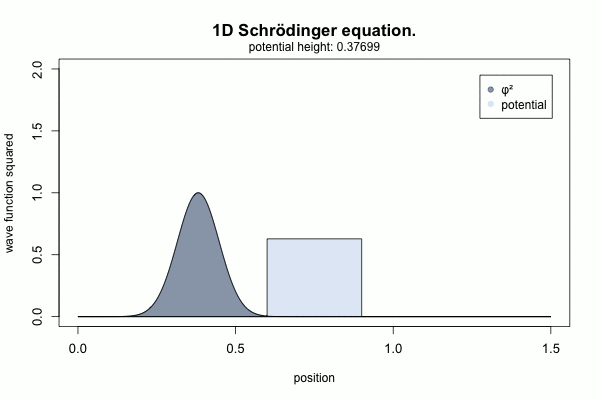 1D Schrödinger equation.
potential height: 0.37699
2.0
φ²
potential
1.5
1.0
0.5
0.0
wave function squared
0.0 0.5 1.0 1.5
position